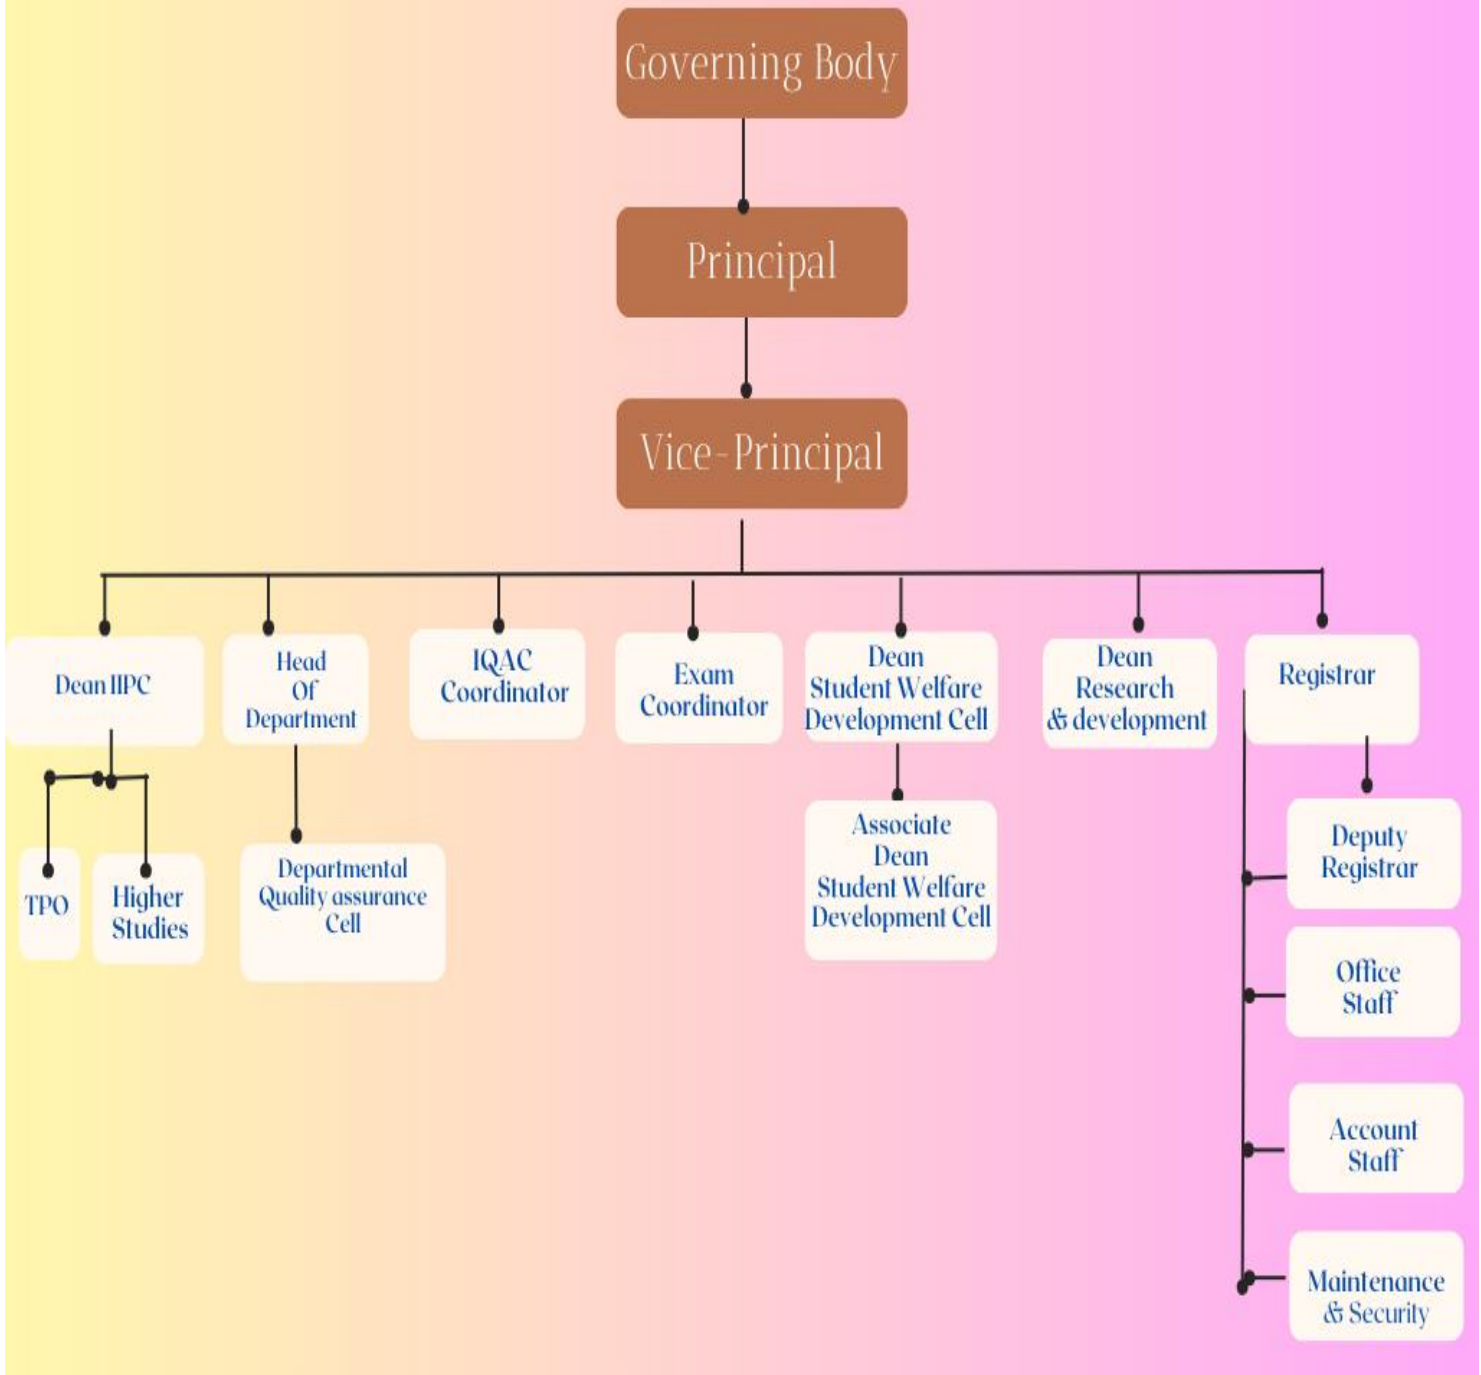 Governing Body
Principal
Vice-Principal
Dean IIPC
Head
Of
Department
IQAC
Coordinator
Exam
Coordinator
Dean
Student Welfare
Development Cell
Dean
Research
& development
Registrar
TPO
Higher
Studies
Departmental
Quality assurance
Cell
Associate
Dean
Student Welfare
Development Cell
Deputy
Registrar
Office
Staff
Account
Staff
Maintenance
& Security